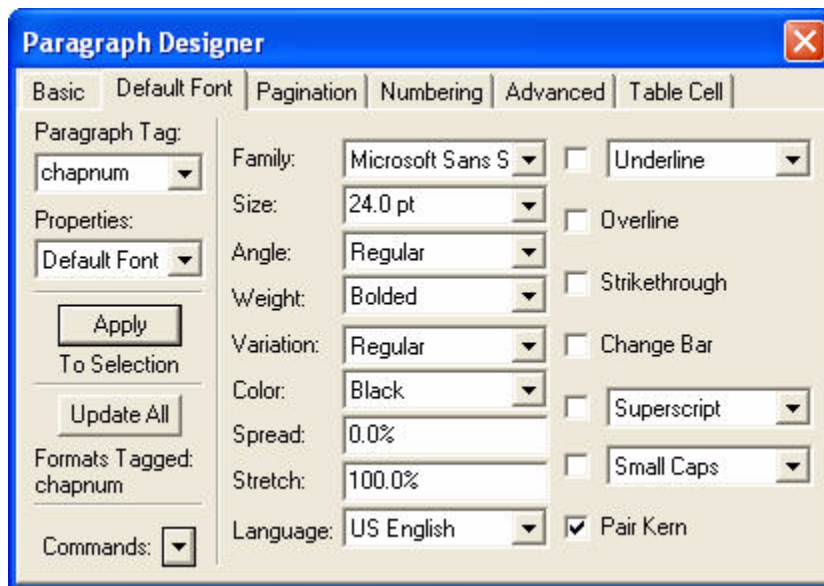 Paragraph Designer
Basic Default Font Pagination Numbering Advanced Table Cell
Paragraph Tag:
chapnum
Properties:
Default Font
Apply
To Selection
Update All
Formats Tagged:
chapnum
Commands:
Family: Microsoft Sans S
Size: 24.0 pt
Angle: Regular
Weight: Bolded
Variation: Regular
Color: Black
Spread: 0.0%
Stretch: 100.0%
Language: US English
Underline
Overline
Strikethrough
Change Bar
Superscript
Small Caps
Pair Kern